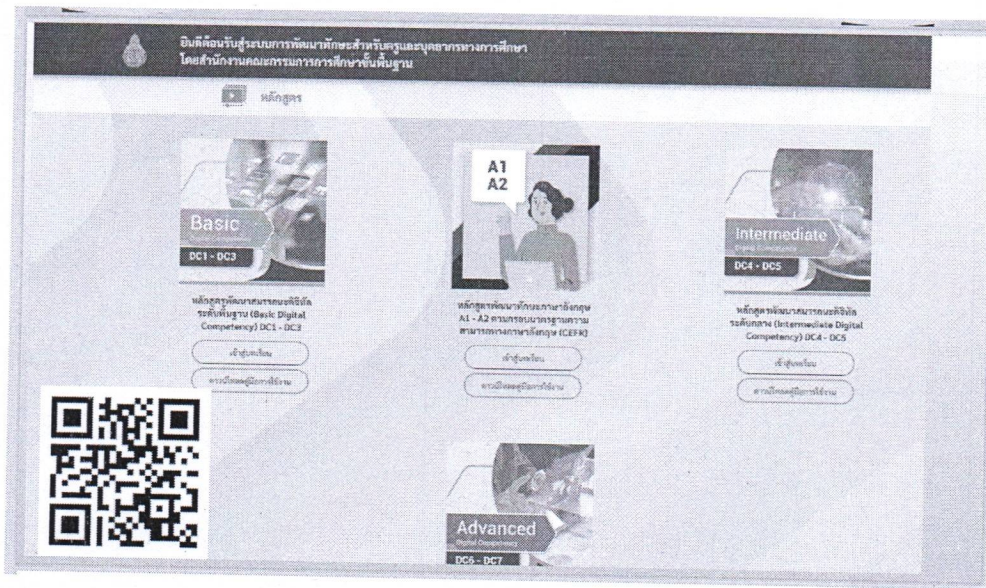 ยินดีต้อนรับสู่ระบบการพัฒนาทักษะสำหรับครูและบุคลากรทางการศึกษา
โดยสำนักงานคณะกรรมการการศึกษาขั้นพื้นฐาน
หลักสูตร
Basic
Digital Competency
DC1 - DC3
หลักสูตรพัฒนาสมรรถนะดิจิทัล
ระดับพื้นฐาน (Basic Digital
Competency) DC1 - DC3
เข้าสู่บทเรียน
ดาวน์โหลดคู่มือการใช้งาน
A1
A2
หลักสูตรพัฒนาทักษะภาษาอังกฤษ
A1 - A2 ตามกรอบมาตรฐานความ
สามารถทางภาษาอังกฤษ (CEFR)
เข้าสู่บทเรียน
ดาวน์โหลดคู่มือการใช้งาน
Intermediate
Digital Competency
DC4 - DC5
หลักสูตรพัฒนาสมรรถนะดิจิทัล
ระดับกลาง (Intermediate Digital
Competency) DC4 - DC5
เข้าสู่บทเรียน
ดาวน์โหลดคู่มือการใช้งาน
Advanced
Digital Competency
DC6 - DC7